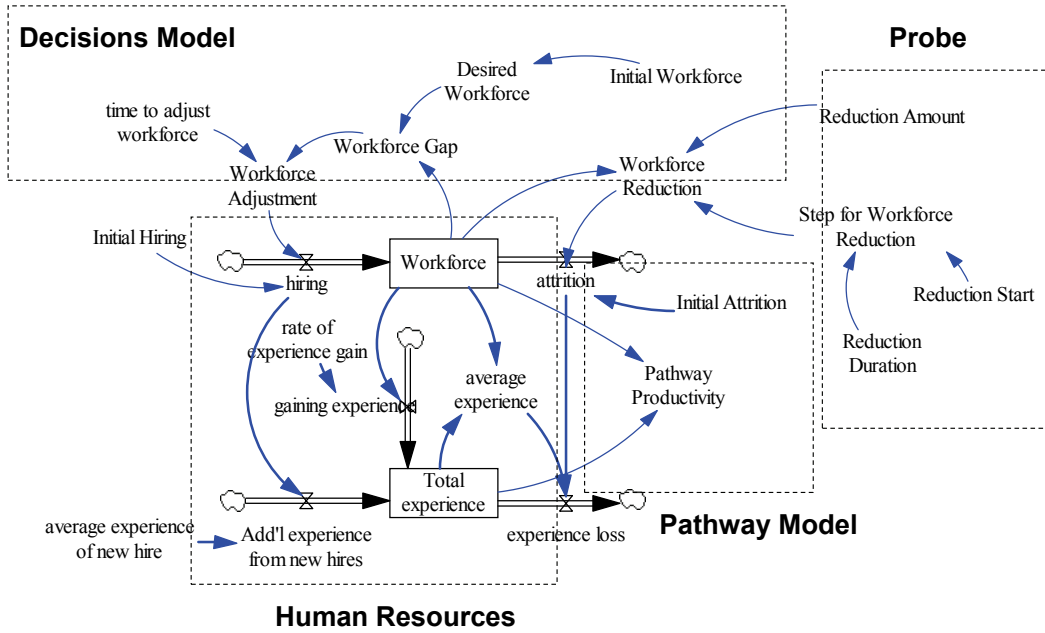 Decisions Model
Probe
Desired
Workforce
Initial Workforce
time to adjust
workforce
Reduction Amount
Workforce Gap
Workforce
Reduction
Workforce
Adjustment
Step for Workforce
Reduction
Initial Hiring
Workforce
hiring
attrition
Initial Attrition
Reduction Start
rate of
experience gain
Reduction
Duration
average
experience
Pathway
Productivity
gaining experience
Total
experience
Pathway Model
average experience
of new hire
Add'l experience
from new hires
experience loss
Human Resources